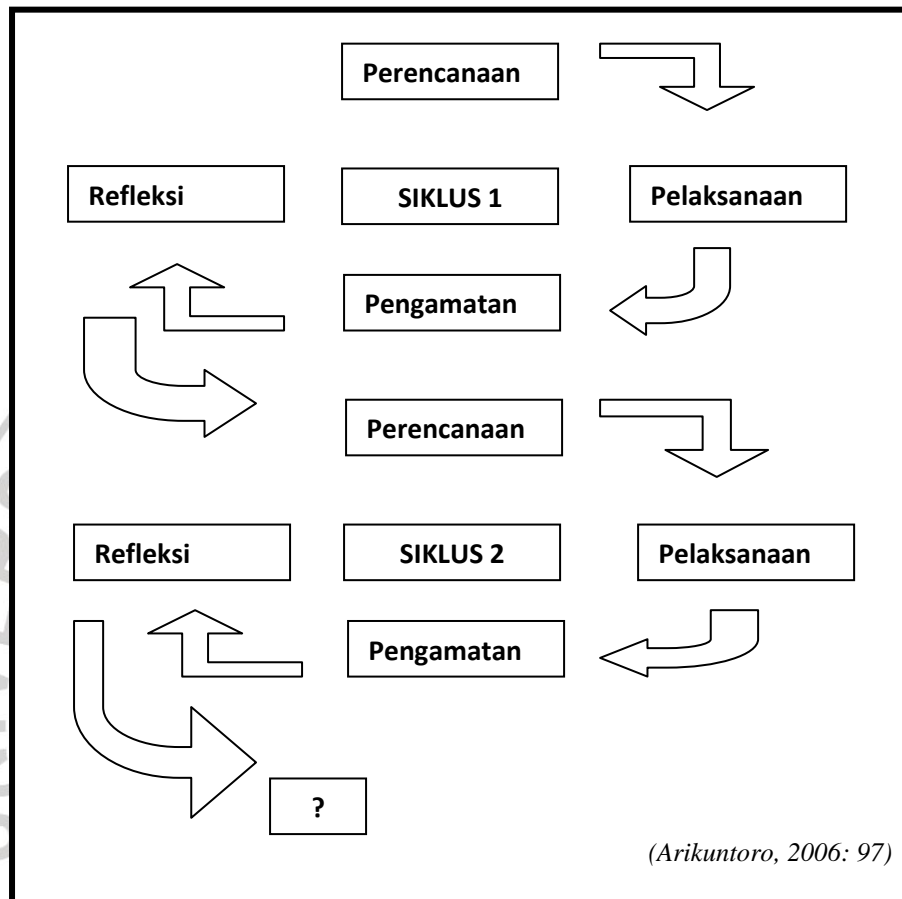 Perencanaan
Refleksi
SIKLUS 1
Pelaksanaan
Pengamatan
Perencanaan
Refleksi
SIKLUS 2
Pelaksanaan
Pengamatan
?
(Arikuntoro, 2006: 97)